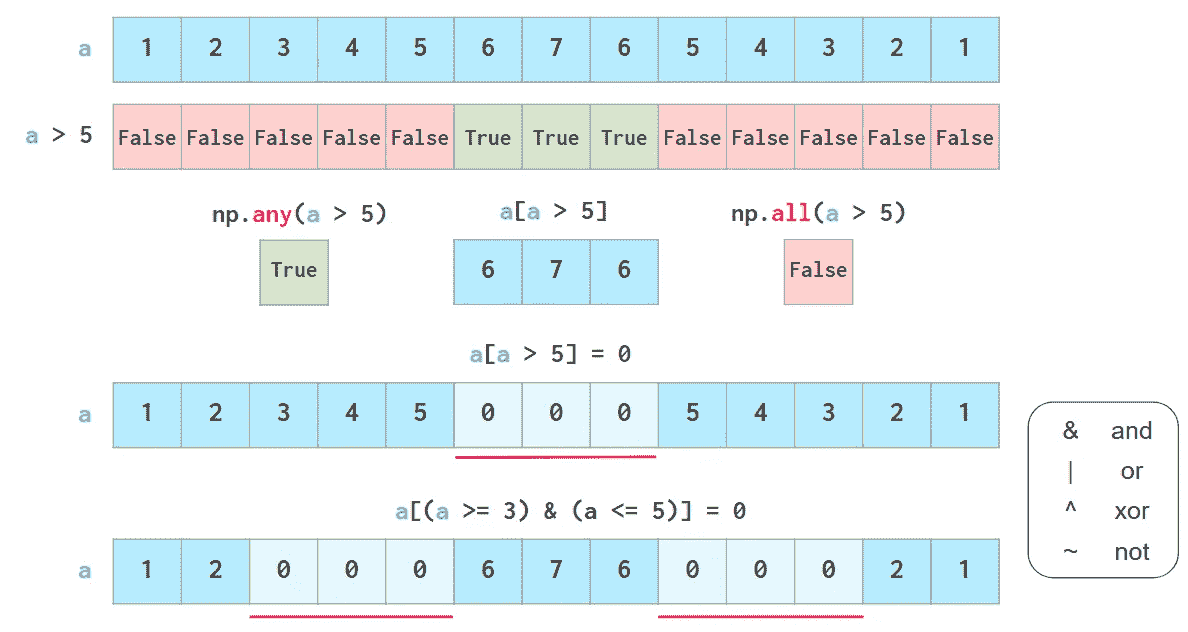 a 1 2 3 4 5 6 7 6 5 4 3 2 1
a > 5 False False False False False True True True False False False False False
np.any(a > 5) a[a > 5] np.all(a > 5)
True 6 7 6 False
a[a > 5] = 0
a 1 2 3 4 5 0 0 0 5 4 3 2 1
& and
| or
a[(a >= 3) & (a <= 5)] = 0
^ xor
~ not
a 1 2 0 0 0 6 7 6 0 0 0 2 1